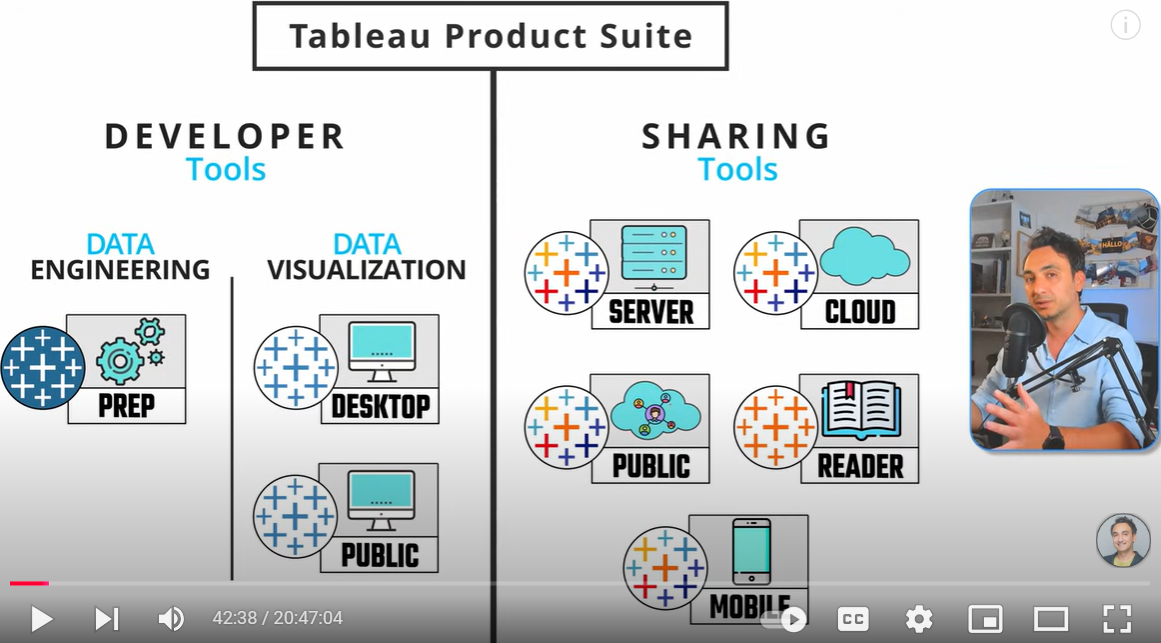 Tableau Product Suite
DEVELOPER
Tools
DATA
ENGINEERING
PREP
DATA
VISUALIZATION
DESKTOP
PUBLIC
SHARING
Tools
SERVER
CLOUD
PUBLIC
READER
MOBILE
HALLO
42:38 / 20:47:04
CC